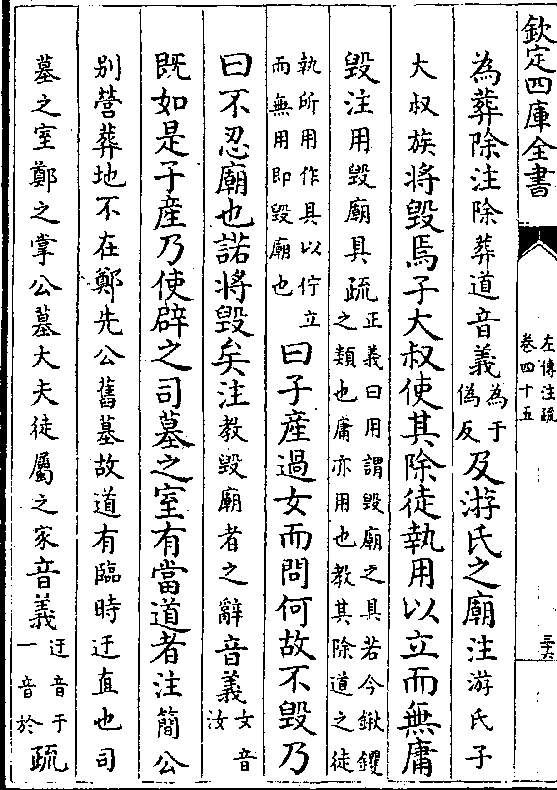 欽定四庫全書
左傳注疏
卷四十五
三十六
為葬除注除葬道音義為于偽反及游氏之廟注游氏子
大叔族將毀焉子大叔使其除徒執用以立而無庸
毀注用毀廟具疏正義曰用謂毀廟之具若今鍬钁之類也庸亦用也教其除道之徒
執所用作具以佇立而無用即毀廟也曰子產過女而問何故不毀乃
曰不忍廟也諾將毀矣注教毀廟者之辭音義女音汝
既如是子產乃使辟之司墓之室有當道者注簡公
別營葬地不在鄭先公舊墓故道有臨時迂直也司
墓之室鄭之掌公墓大夫徒屬之家音義迂音于一音於疏